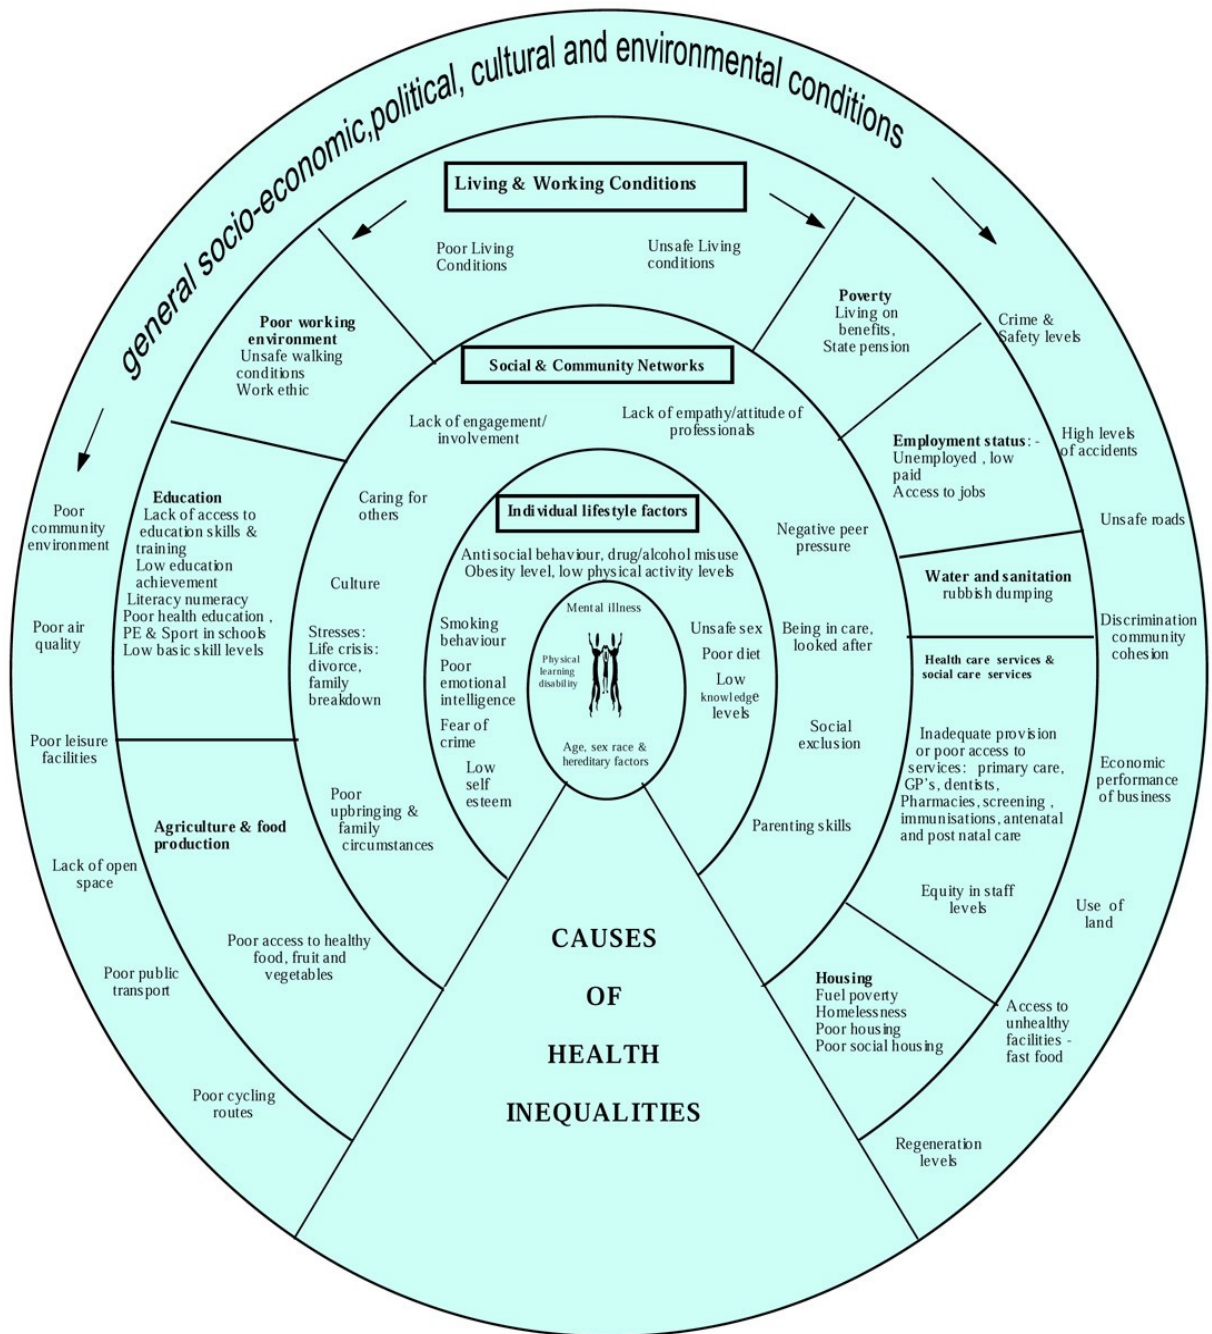 general socio-economic,political, cultural and environmental conditions
Living & Working Conditions
Poor Living
Conditions
Unsafe Living
conditions
Poor working
environment
Unsafe walking
conditions
Work ethic
Poverty
Living on
benefits,
State pension
Employment status: -
Unemployed , low
paid
Access to jobs
Water and sanitation
rubbish dumping
Health care services &
social care services
Inadequate provision
or poor access to
services: primary care,
GP's, dentists,
Pharmacies, screening ,
immunisations, antenatal
and post natal care
Equity in staff
levels
Housing
Fuel poverty
Homelessness
Poor housing
Poor social housing
Education
Lack of access to
education skills &
training
Low education
achievement
Literacy numeracy
Poor health education ,
PE & Sport in schools
Low basic skill levels
Agriculture & food
production
Poor access to healthy
food, fruit and
vegetables
Social & Community Networks
Lack of engagement/
involvement
Lack of empathy/attitude of
professionals
Caring for
others
Culture
Stresses:
Life crisis:
divorce,
family
breakdown
Poor
upbringing &
family
circumstances
Negative peer
pressure
Being in care,
looked after
Social
exclusion
Parenting skills
Individual lifestyle factors
Anti social behaviour, drug/alcohol misuse
Obesity level, low physical activity levels
Smoking
behaviour
Poor
emotional
intelligence
Fear of
crime
Low
self
esteem
Unsafe sex
Poor diet
Low
knowledge
levels
Mental illness
Physical
learning
disability
Age, sex race &
hereditary factors
Poor
community
environment
Poor air
quality
Poor leisure
facilities
Lack of open
space
Poor public
transport
Poor cycling
routes
Crime &
Safety levels
High levels
of accidents
Unsafe roads
Discrimination
community
cohesion
Economic
performance
of business
Use of
land
Access to
unhealthy
facilities -
fast food
Regeneration
levels
CAUSES
OF
HEALTH
INEQUALITIES